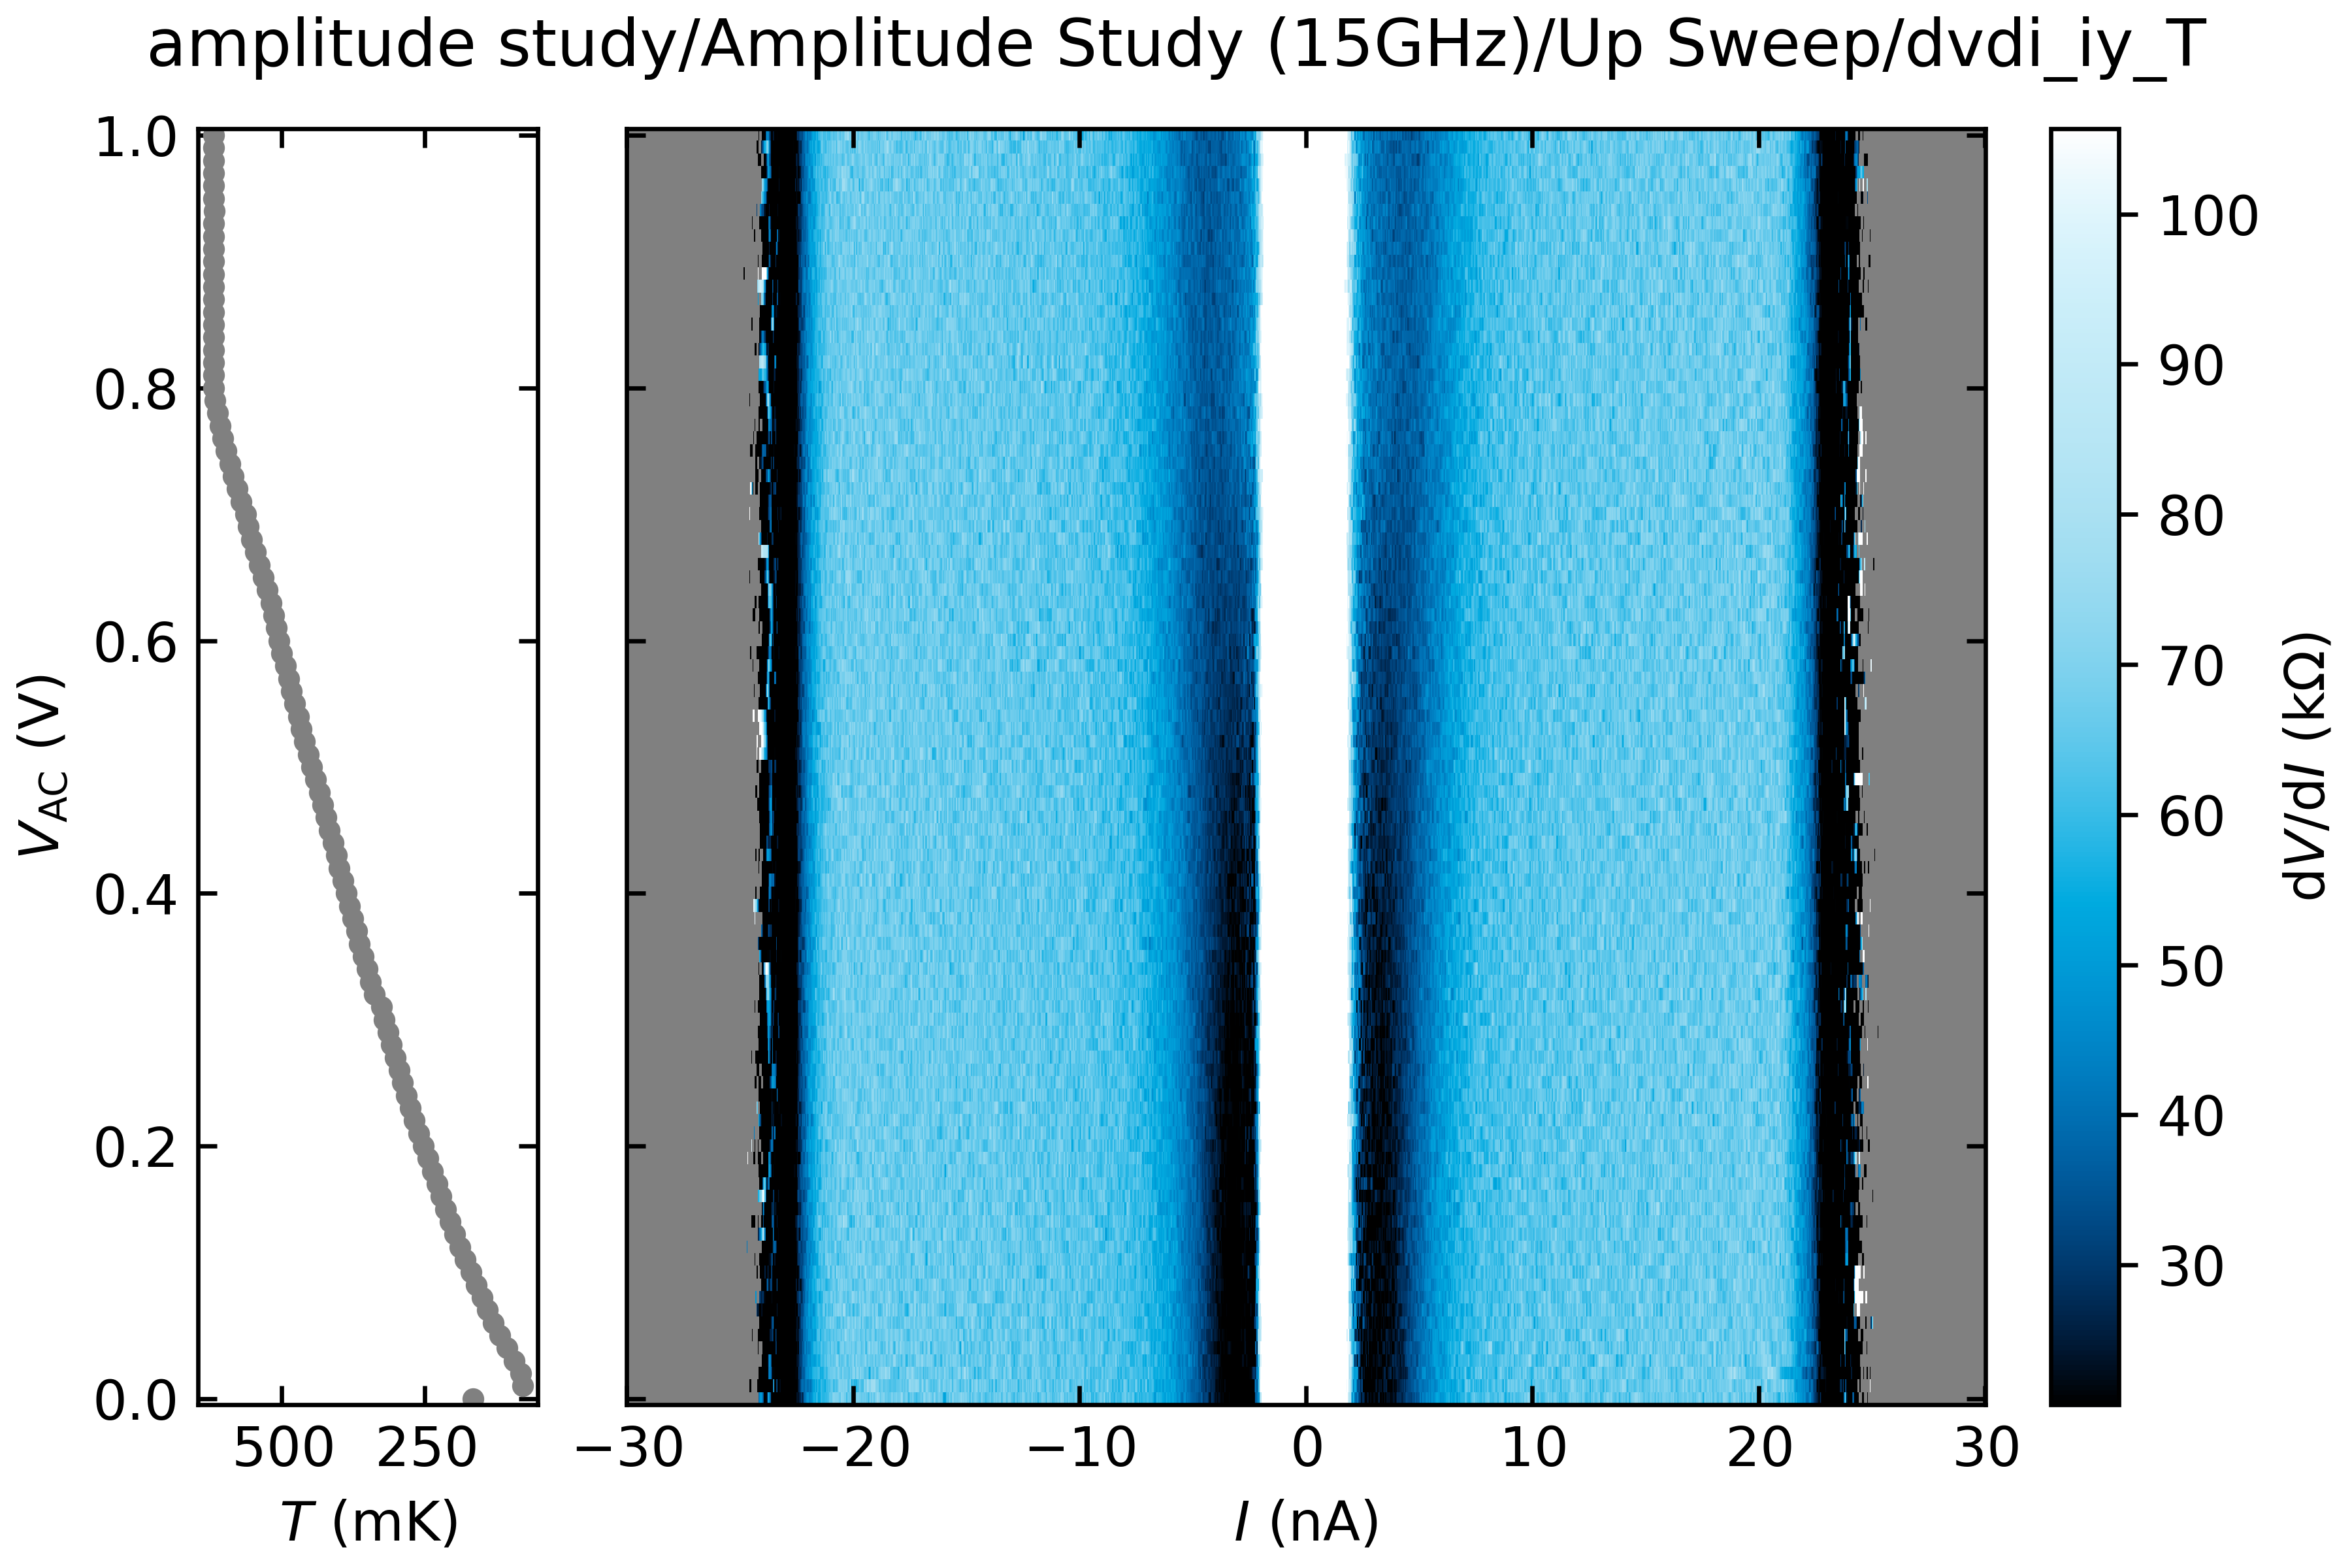 amplitude study/Amplitude Study (15GHz)/Up Sweep/dvdi_iy_T
1.0
0.8
0.6
0.4
0.2
0.0
V_AC (V)
500 250
T (mK)
−30 −20 −10 0 10 20 30
I (nA)
100
90
80
70
60
50
40
30
dV/dI (kΩ)